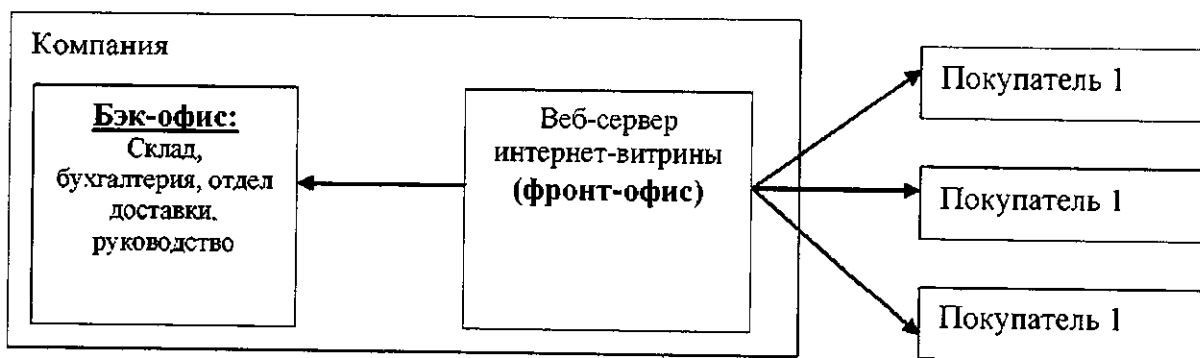 Компания
Бэк-офис:
Склад,
бухгалтерия, отдел
доставки.
руководство
Веб-сервер
интернет-витрины
(фронт-офис)
Покупатель 1
Покупатель 1
Покупатель 1